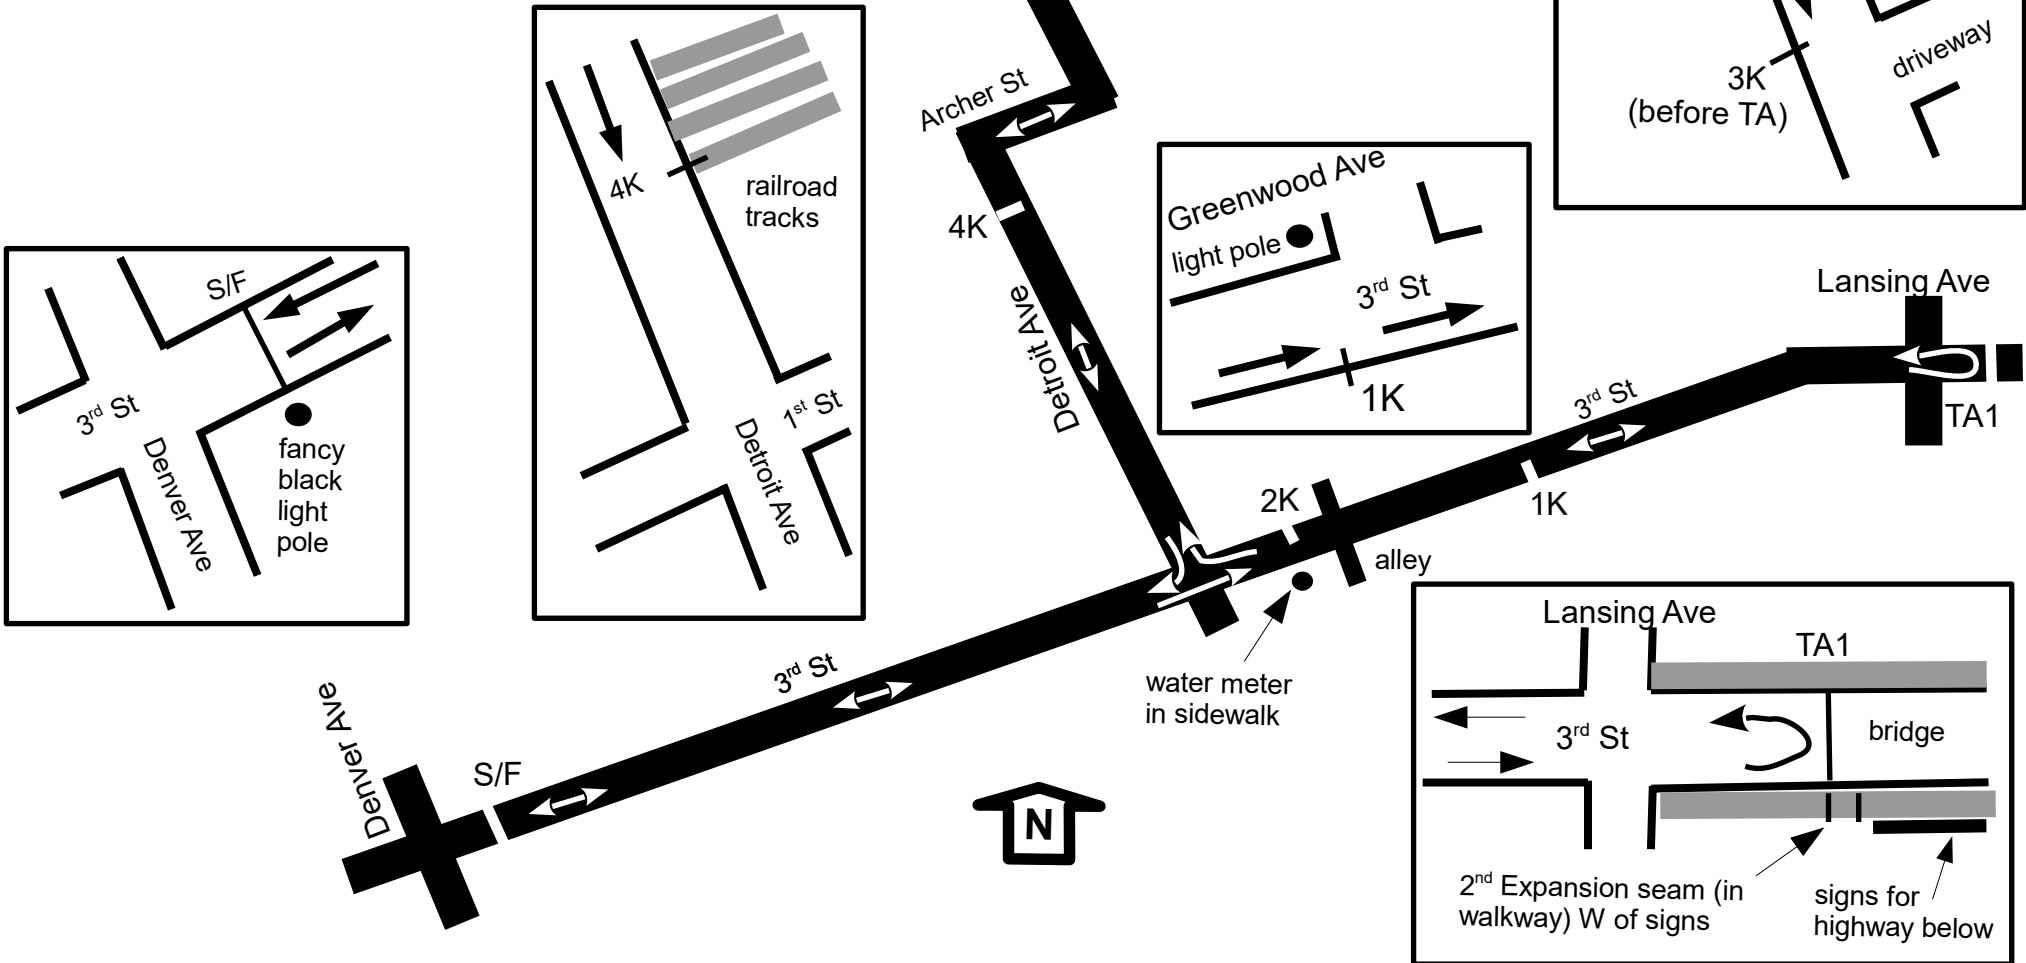 S/F
3rd St
Denver Ave
fancy
black
light
pole
4K
railroad
tracks
1st St
Detroit Ave
Archer St
4K
Detroit Ave
Greenwood Ave
light pole
3rd St
1K
driveway
3K
(before TA)
Lansing Ave
TA1
3rd St
1K
2K
alley
water meter
in sidewalk
3rd St
S/F
Denver Ave
N
Lansing Ave
TA1
3rd St
bridge
2nd Expansion seam (in
walkway) W of signs
signs for
highway below